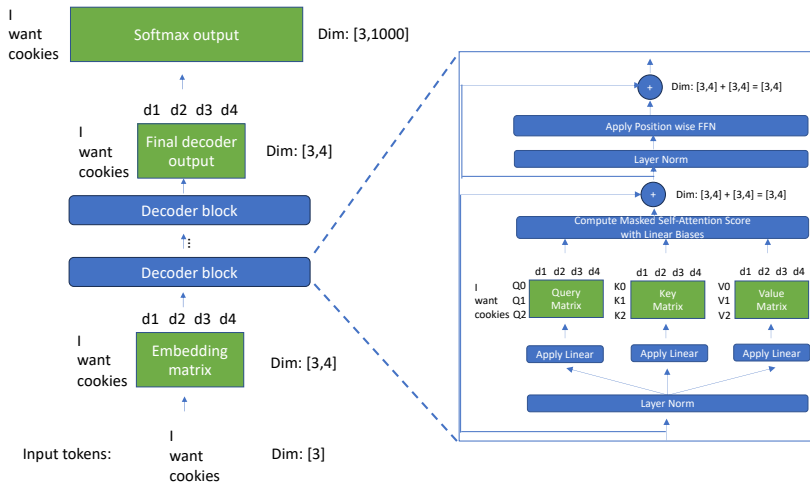 I
want
cookies
Softmax output
Dim: [3,1000]
d1 d2 d3 d4
I
want
cookies
Final decoder
output
Dim: [3,4]
Decoder block
...
Decoder block
d1 d2 d3 d4
I
want
cookies
Embedding
matrix
Dim: [3,4]
Input tokens:
I
want
cookies
Dim: [3]
+
Dim: [3,4] + [3,4] = [3,4]
Apply Position wise FFN
Layer Norm
+
Dim: [3,4] + [3,4] = [3,4]
Compute Masked Self-Attention Score
with Linear Biases
I
want
cookies
d1 d2 d3 d4
Q0
Q1
Q2
Query
Matrix
d1 d2 d3 d4
K0
K1
K2
Key
Matrix
d1 d2 d3 d4
V0
V1
V2
Value
Matrix
Apply Linear
Apply Linear
Apply Linear
Layer Norm